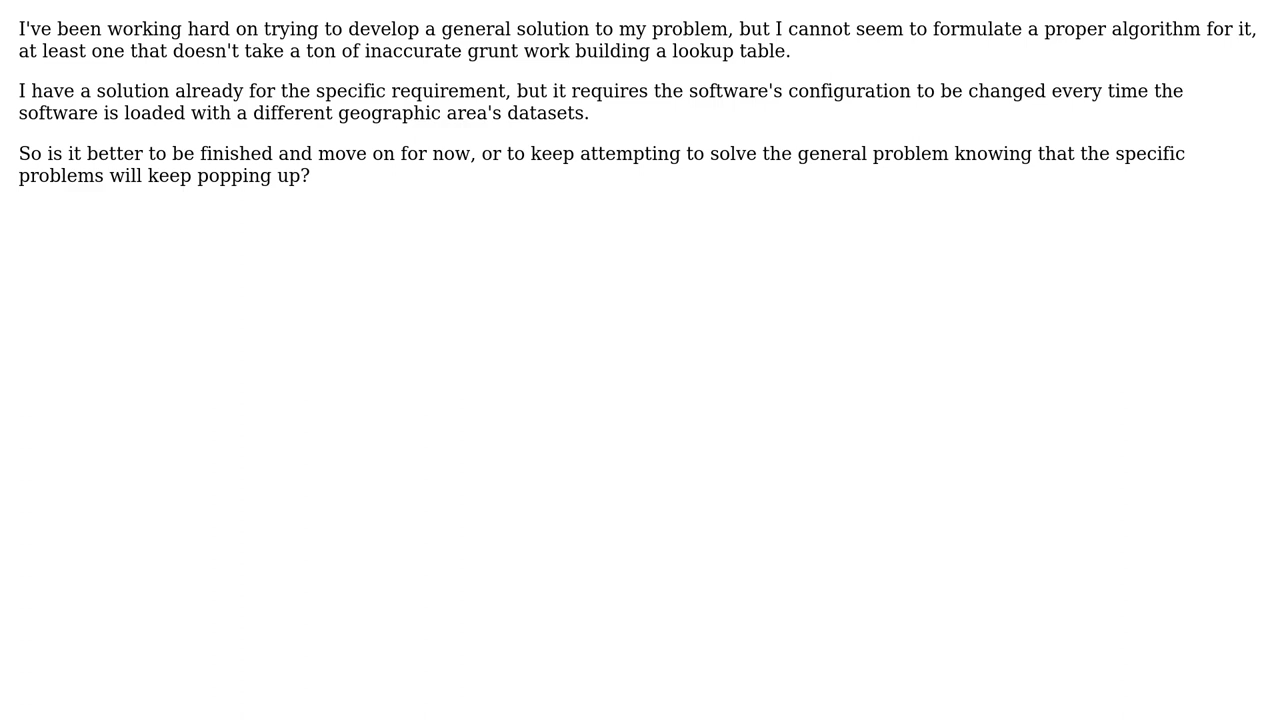 I've been working hard on trying to develop a general solution to my problem, but I cannot seem to formulate a proper algorithm for it,
at least one that doesn't take a ton of inaccurate grunt work building a lookup table.
I have a solution already for the specific requirement, but it requires the software's configuration to be changed every time the
software is loaded with a different geographic area's datasets.
So is it better to be finished and move on for now, or to keep attempting to solve the general problem knowing that the specific
problems will keep popping up?